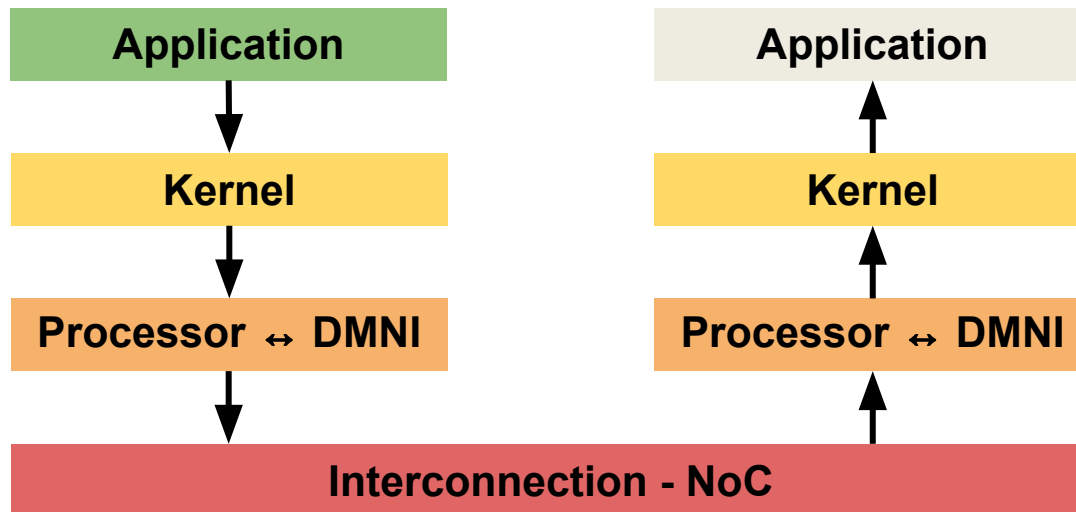 Application
Kernel
Processor ↔ DMNI
Application
Kernel
Processor ↔ DMNI
Interconnection - NoC